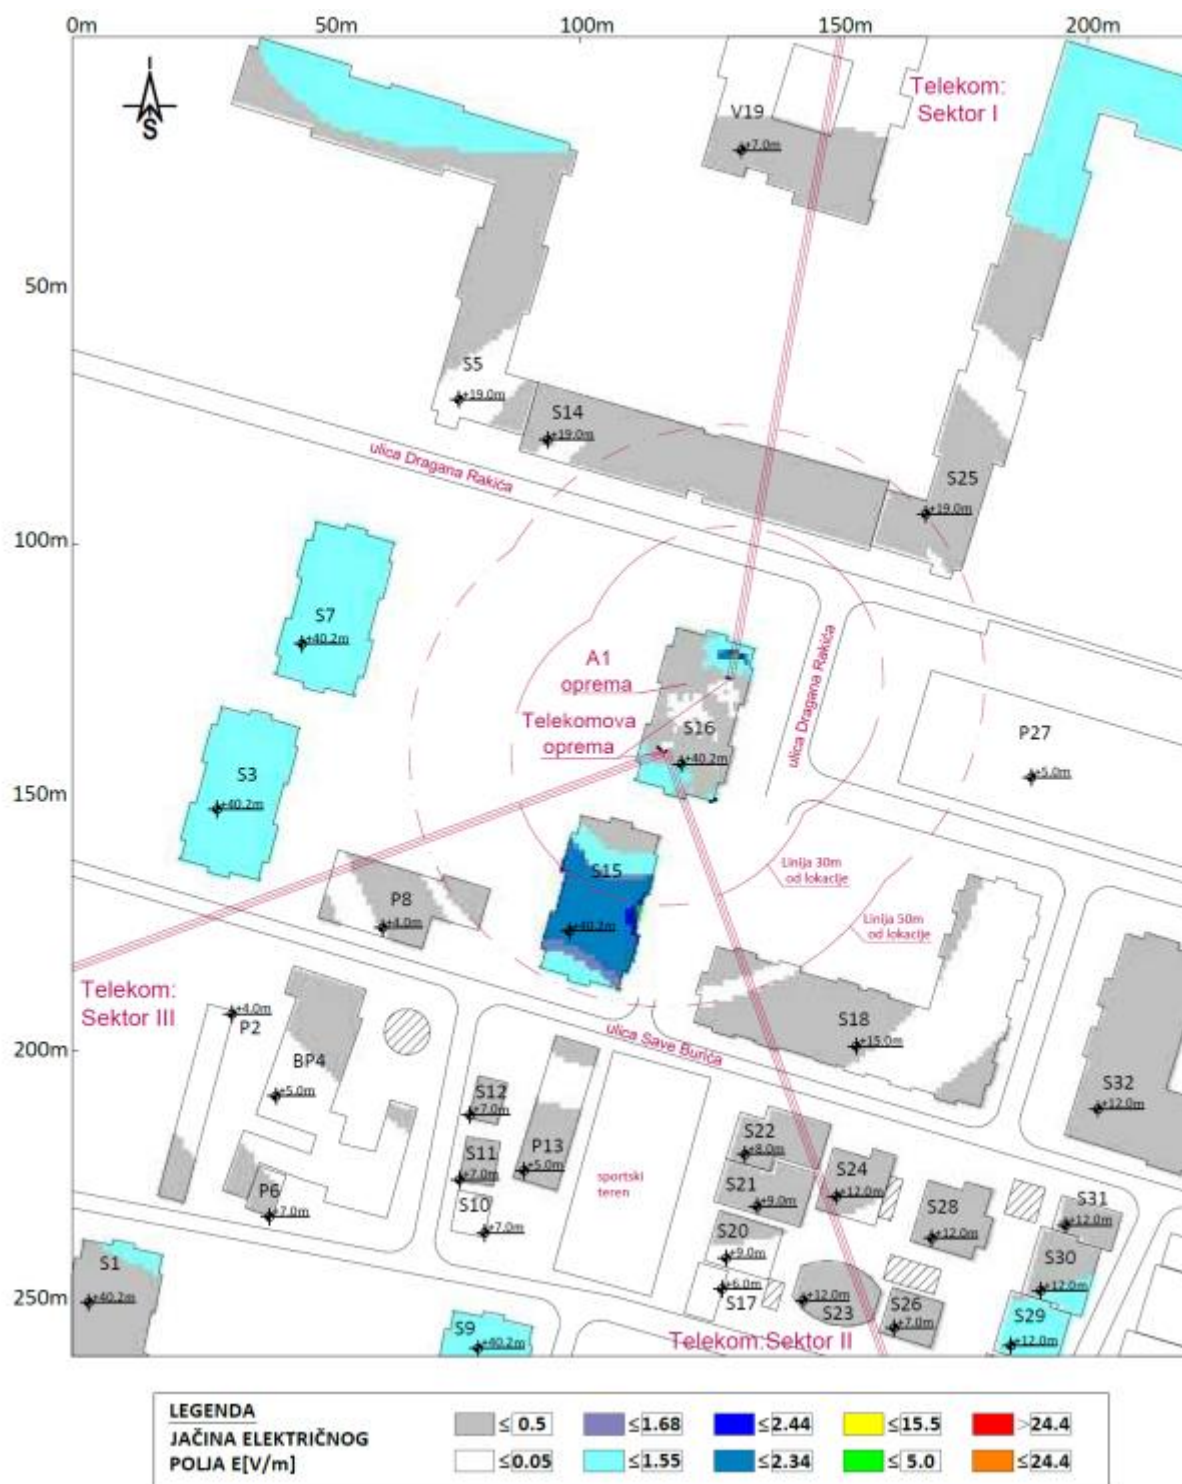 0m
50m
100m
150m
200m
Telekom:
Sektor I
V19
+7.0m
S
50m
S5
+19.0m
S14
+19.0m
ulica Dragana Rakića
S25
+19.0m
100m
S7
+40.2m
A1
oprema
Telekomova
oprema
S16
+40.2m
ulica Dragana Rakića
P27
+5.0m
S3
+40.2m
150m
S15
+40.2m
Linija 30m
od lokacije
P8
+4.0m
Linija 50m
od lokacije
Telekom:
Sektor III
+4.0m
P2
ulica Save Burića
S18
+15.0m
200m
BP4
+5.0m
S12
+7.0m
S32
+12.0m
S11
+7.0m
P13
+5.0m
S22
+8.0m
sportski
teren
S24
+12.0m
S21
+9.0m
P6
+7.0m
S10
+7.0m
S28
+12.0m
S31
+12.0m
S20
+9.0m
S30
+12.0m
S1
+40.2m
250m
+6.0m
S17
+12.0m
S23
S26
+7.0m
S29
+12.0m
S9
+40.2m
Telekom:Sektor II
LEGENDA
JAČINA ELEKTRIČNOG
POLJA E[V/m]
≤ 0.5
≤1.68
≤2.44
≤15.5
>24.4
≤0.05
≤1.55
≤2.34
≤ 5.0
≤24.4